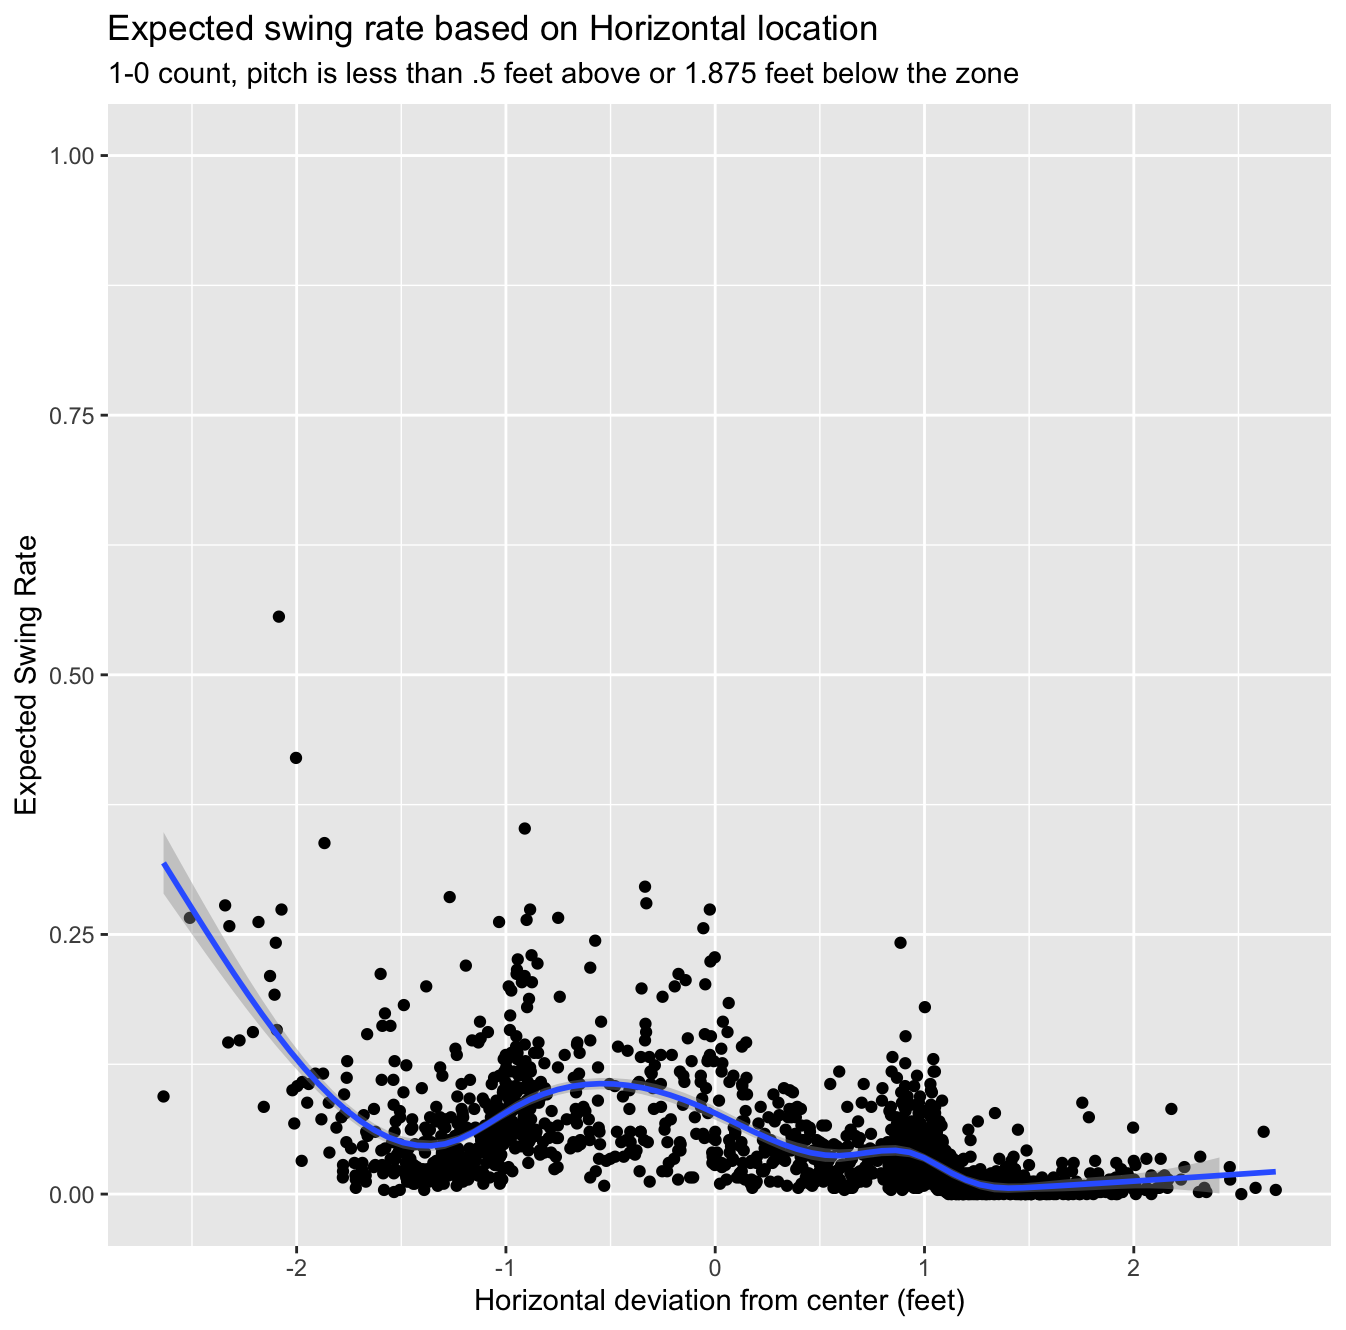 Expected swing rate based on Horizontal location
1-0 count, pitch is less than .5 feet above or 1.875 feet below the zone
1.00
0.75
0.50
0.25
0.00
Expected Swing Rate
-2
-1
0
1
2
Horizontal deviation from center (feet)